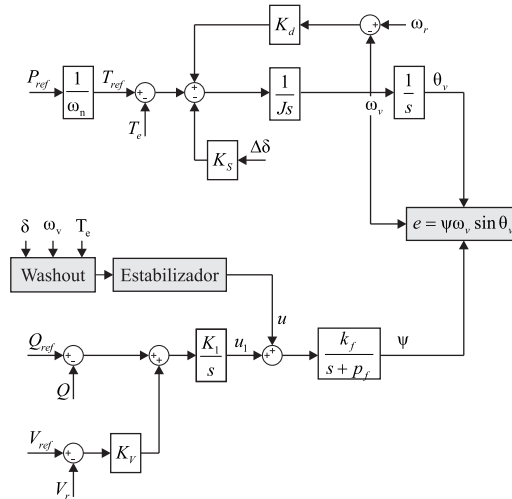 K_d
ω_r
P_ref
1/ω_n
T_ref
T_e
1/Js
ω_v
1/s
θ_v
K_S
Δδ
e = ψω_v sin θ_v
δ
ω_v
T_e
Washout
Estabilizador
u
Q_ref
Q
K_I/s
u_1
k_f/(s + p_f)
ψ
V_ref
V_r
K_V